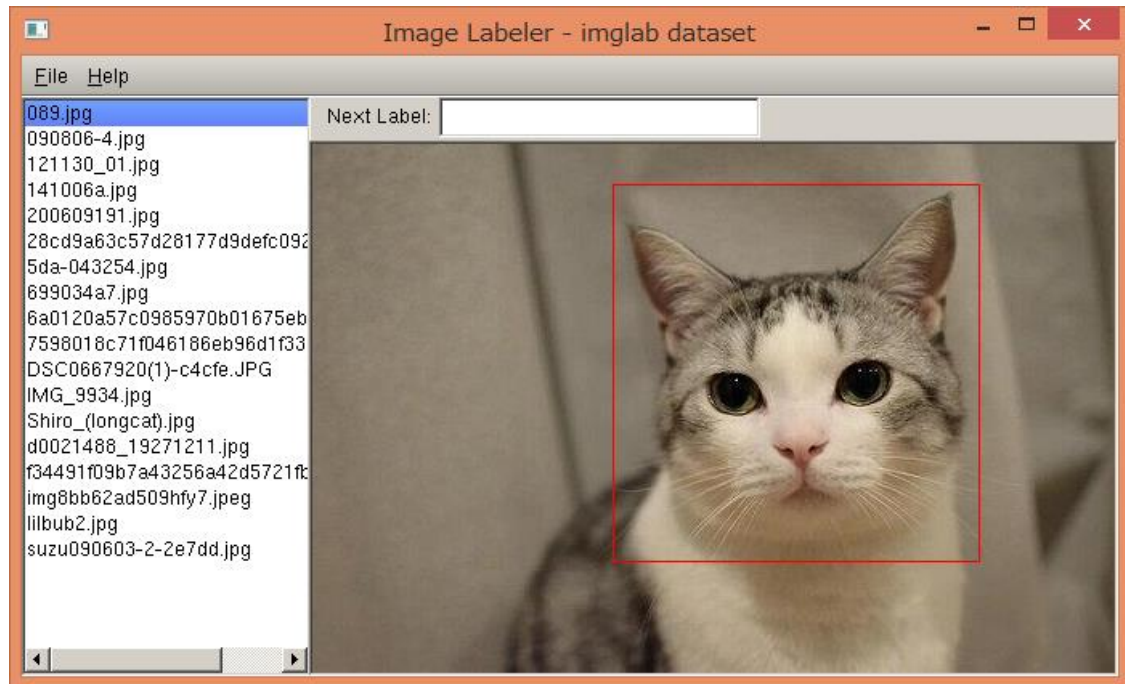 Image Labeler - imglab dataset
File Help
Next Label:
089.jpg
090806-4.jpg
121130_01.jpg
141006a.jpg
200609191.jpg
28cd9a63c57d28177d9defc092
5da-043254.jpg
699034a7.jpg
6a0120a57c0985970b01675eb
7598018c71f046186eb96d1f33
DSC0667920(1)-c4cfe.JPG
IMG_9934.jpg
Shiro_(longcat).jpg
d0021488_19271211.jpg
f34491f09b7a43256a42d5721fb
img8bb62ad509hfy7.jpeg
lilbub2.jpg
suzu090603-2-2e7dd.jpg